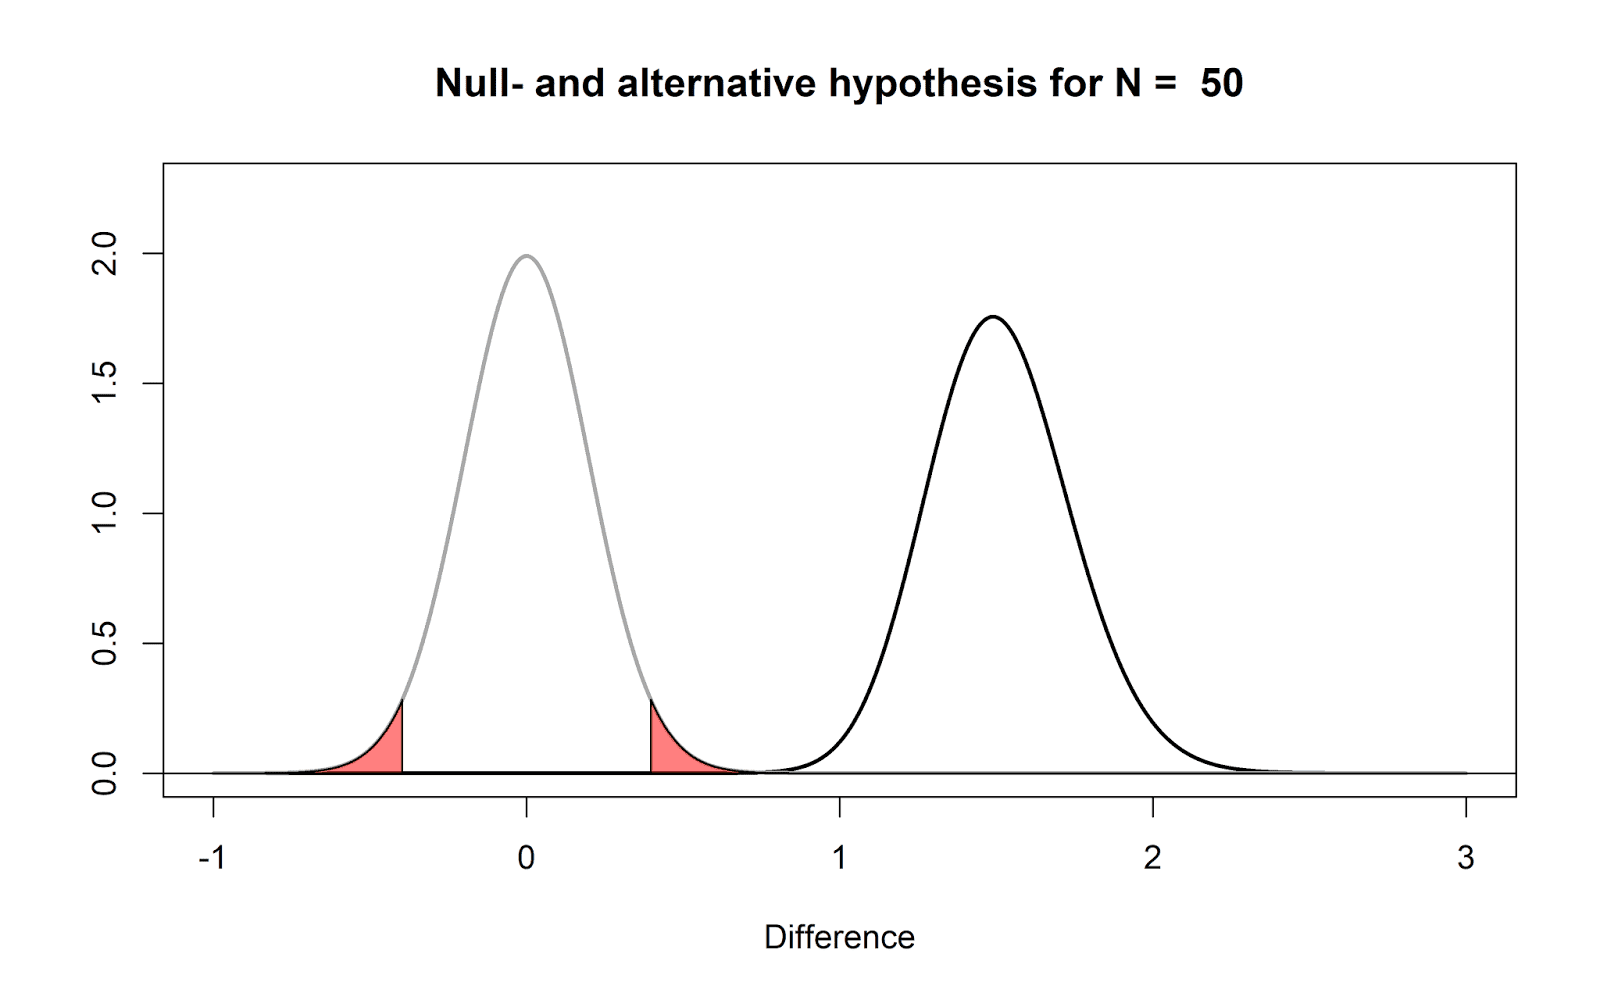 Null- and alternative hypothesis for N =  50
2.0
1.5
1.0
0.5
0.0
-1 0 1 2 3
Difference